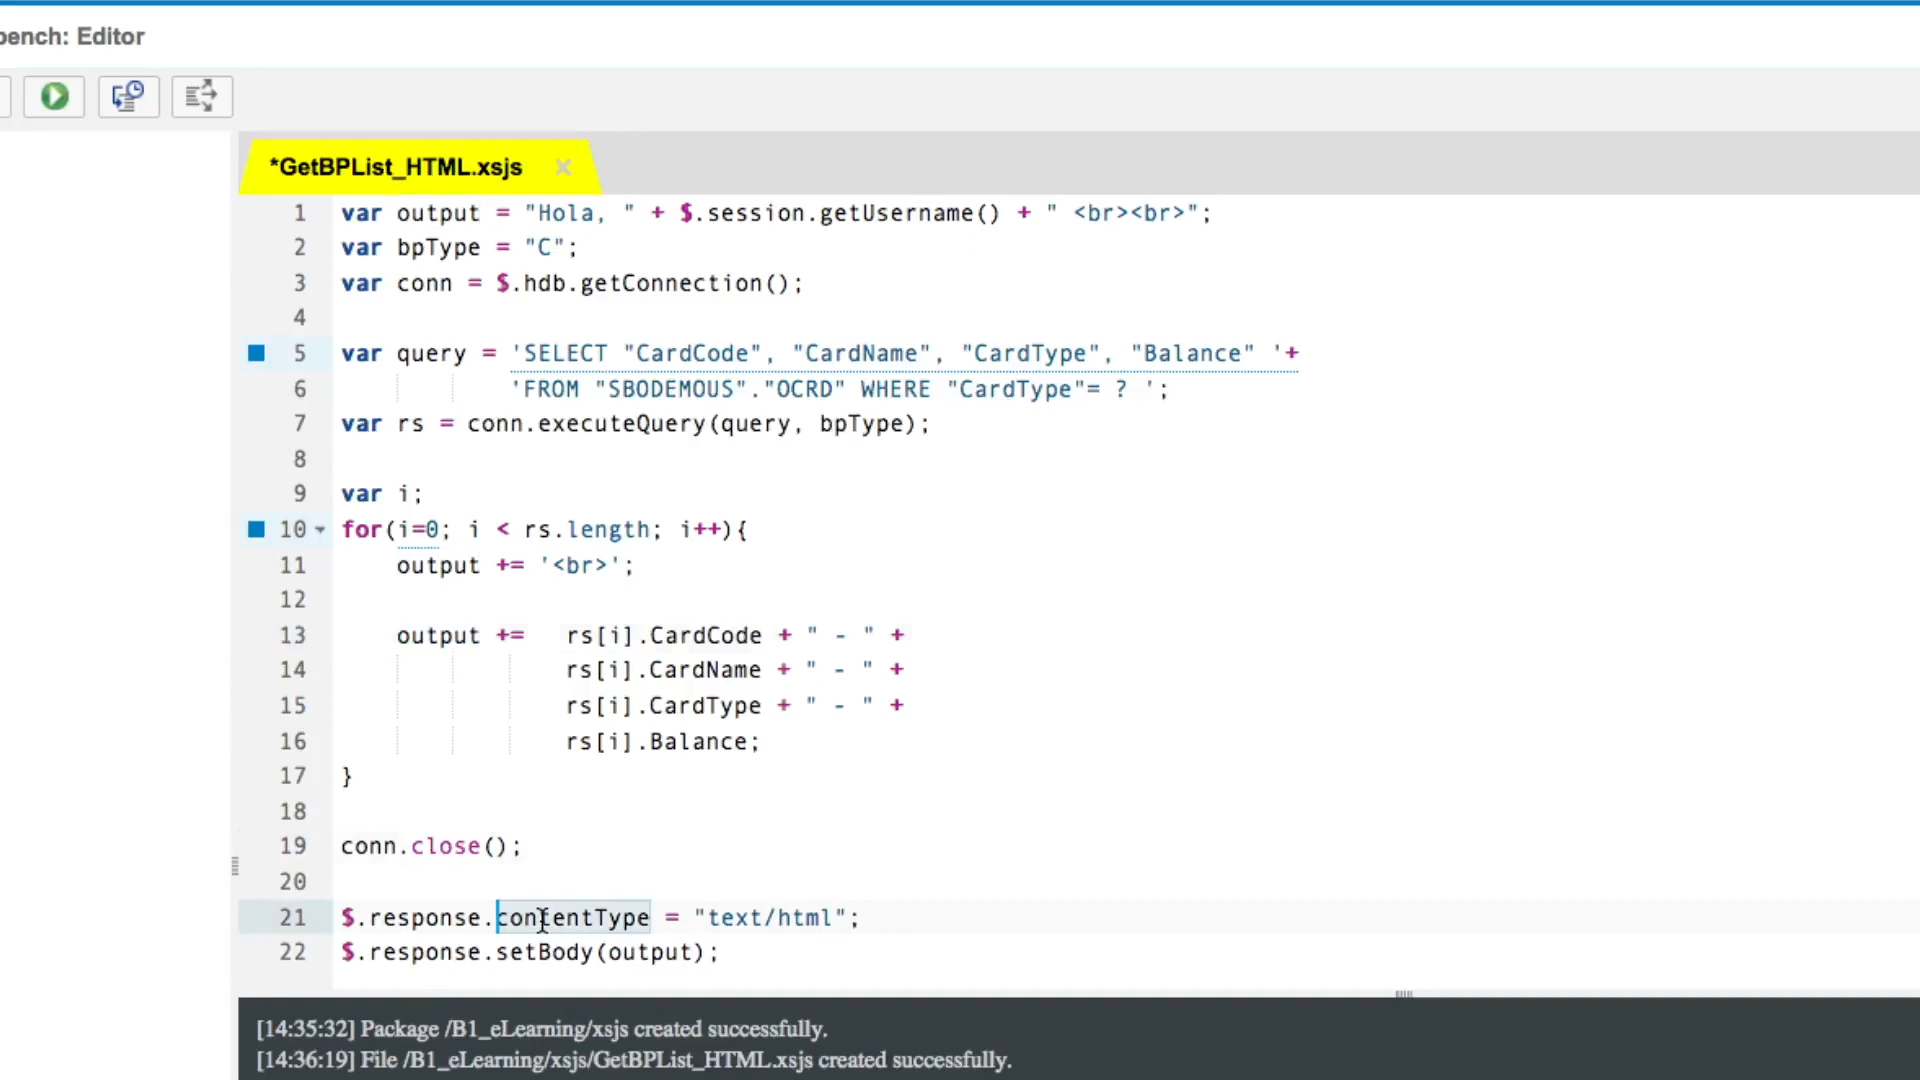 bench: Editor
*GetBPList_HTML.xsjs x
1 var output = "Hola, " + $.session.getUsername() + " <br><br>";
2 var bpType = "C";
3 var conn = $.hdb.getConnection();
4
5 var query = 'SELECT "CardCode", "CardName", "CardType", "Balance" '+
6 'FROM "SBODEMOUS"."OCRD" WHERE "CardType"= ? ';
7 var rs = conn.executeQuery(query, bpType);
8
9 var i;
10 for(i=0; i < rs.length; i++){
11 output += '<br>';
12
13 output += rs[i].CardCode + " - " +
14 rs[i].CardName + " - " +
15 rs[i].CardType + " - " +
16 rs[i].Balance;
17 }
18
19 conn.close();
20
21 $.response.contentType = "text/html";
22 $.response.setBody(output);
[14:35:32] Package /B1_eLearning/xsjs created successfully.
[14:36:19] File /B1_eLearning/xsjs/GetBPList_HTML.xsjs created successfully.